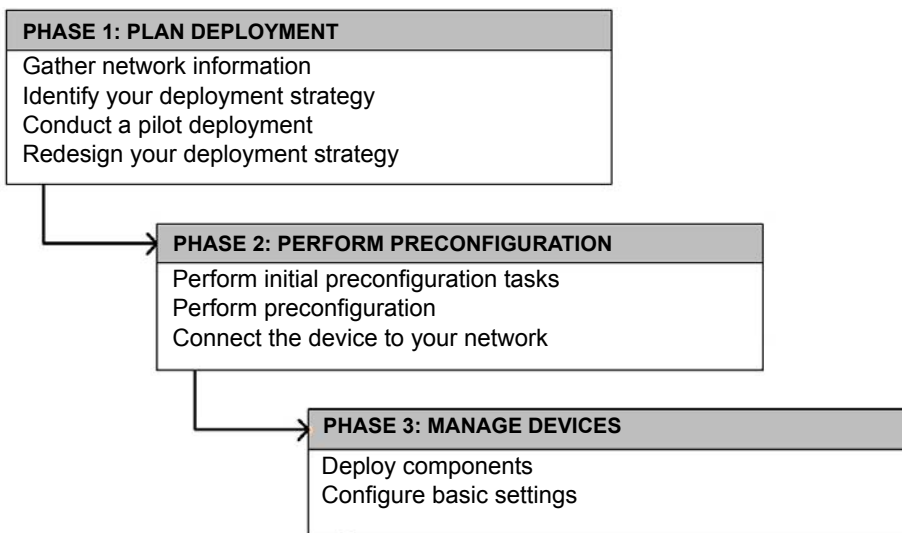 PHASE 1: PLAN DEPLOYMENT
Gather network information
Identify your deployment strategy
Conduct a pilot deployment
Redesign your deployment strategy
PHASE 2: PERFORM PRECONFIGURATION
Perform initial preconfiguration tasks
Perform preconfiguration
Connect the device to your network
PHASE 3: MANAGE DEVICES
Deploy components
Configure basic settings